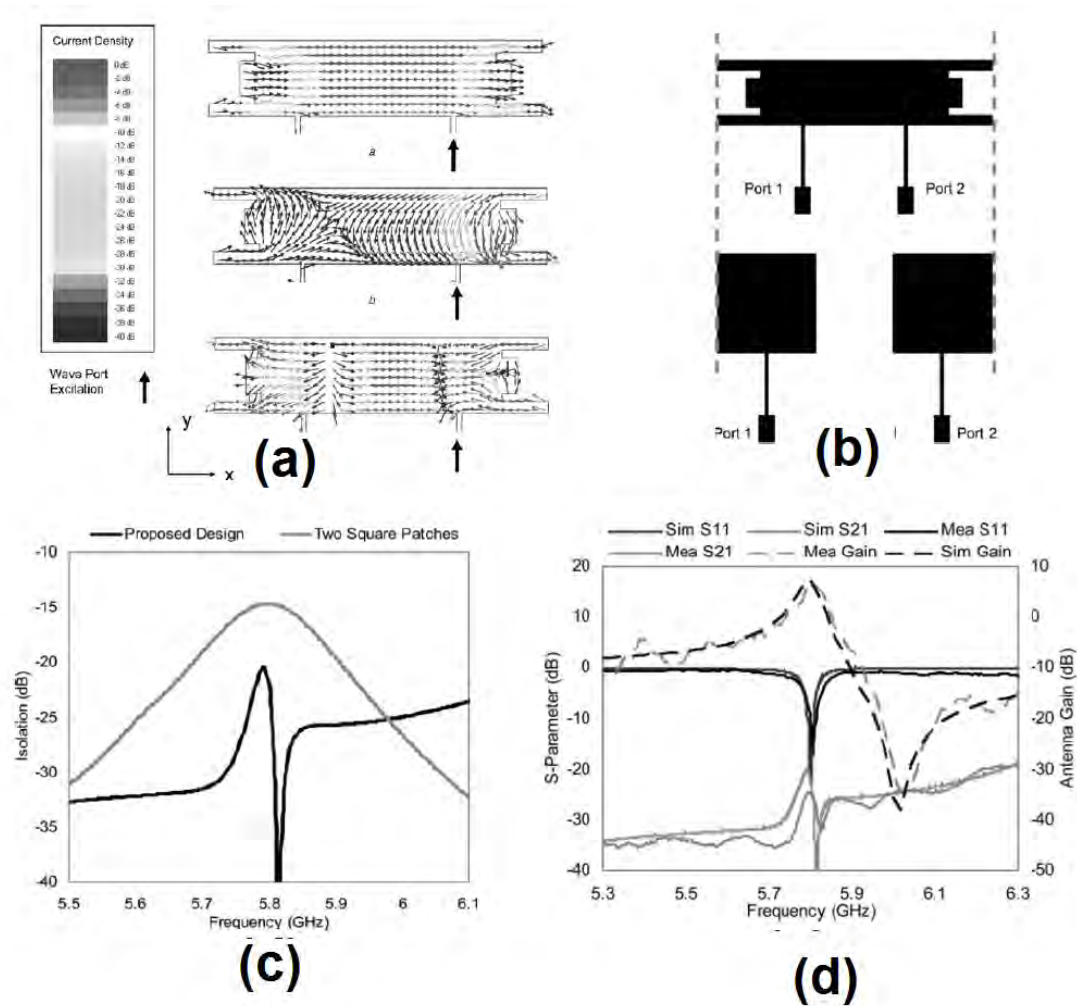 Current Density
0 dB
-2 dB
-4 dB
-6 dB
-8 dB
-10 dB
-12 dB
-14 dB
-16 dB
-18 dB
-20 dB
-22 dB
-24 dB
-26 dB
-28 dB
-30 dB
-32 dB
-34 dB
-36 dB
-38 dB
-40 dB
Wave Port
Excitation
a
b
y
x
(a)
Port 1
Port 2
Port 1
Port 2
(b)
Proposed Design
Two Square Patches
-10
-15
-20
-25
-30
-35
-40
Isolation (dB)
5.5
5.6
5.7
5.8
5.9
6
6.1
Frequency (GHz)
(c)
Sim S11
Sim S21
Mea S11
Mea S21
Mea Gain
Sim Gain
20
10
0
-10
-20
-30
-40
S-Parameter (dB)
10
0
-10
-20
-30
-40
-50
Antenna Gain (dB)
5.3
5.5
5.7
5.9
6.1
6.3
Frequency (GHz)
(d)